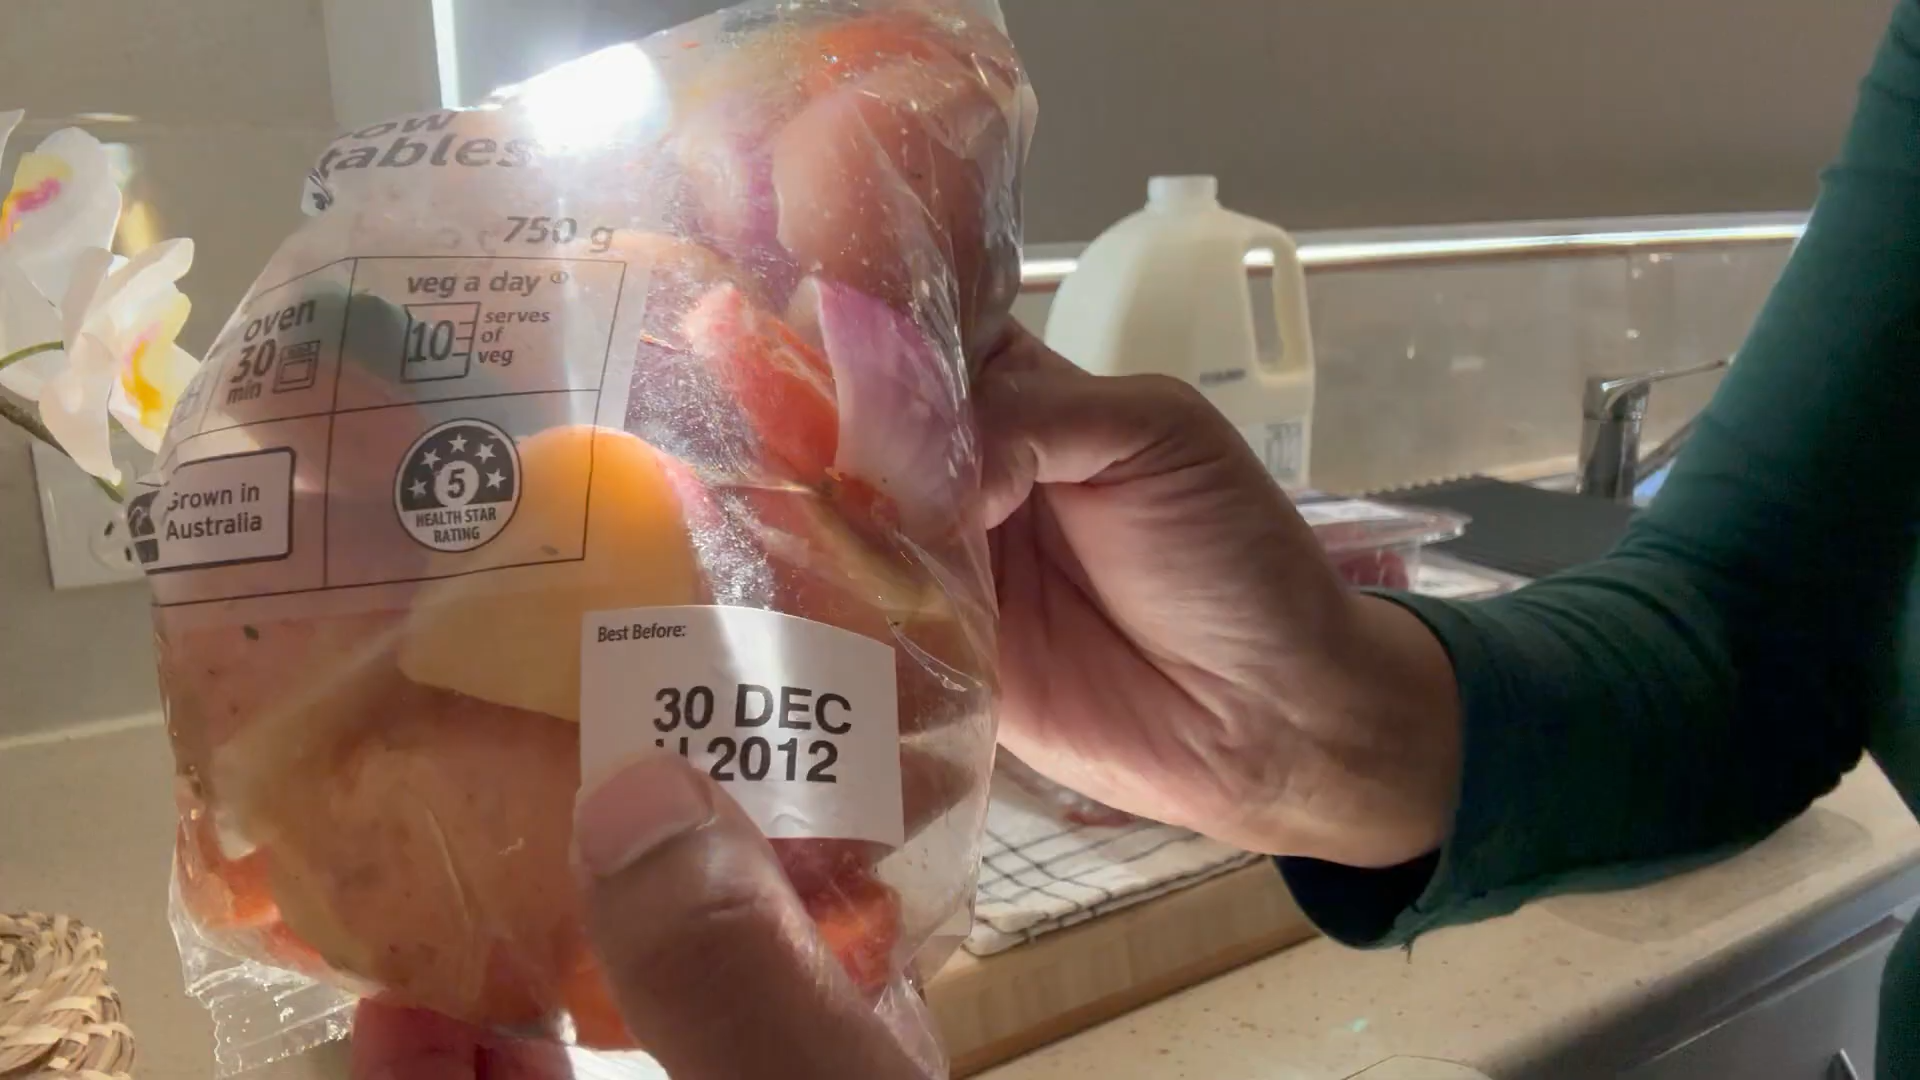 ow
tables
750 g
veg a day
10 serves
of
veg
oven
30
min
Grown in
Australia
5
HEALTH STAR
RATING
Best Before:
30 DEC
2012